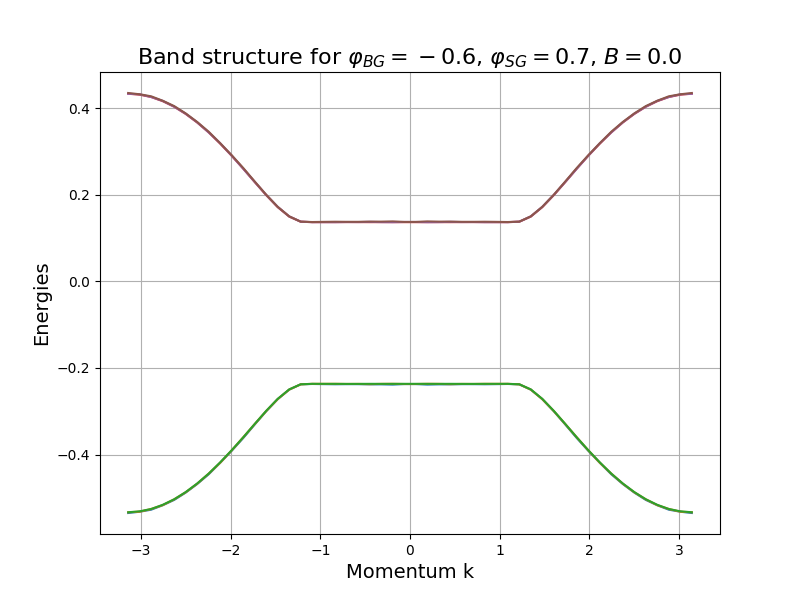 Band structure for φ_BG = −0.6, φ_SG = 0.7, B = 0.0
0.4
0.2
0.0
−0.2
−0.4
Energies
−3 −2 −1 0 1 2 3
Momentum k